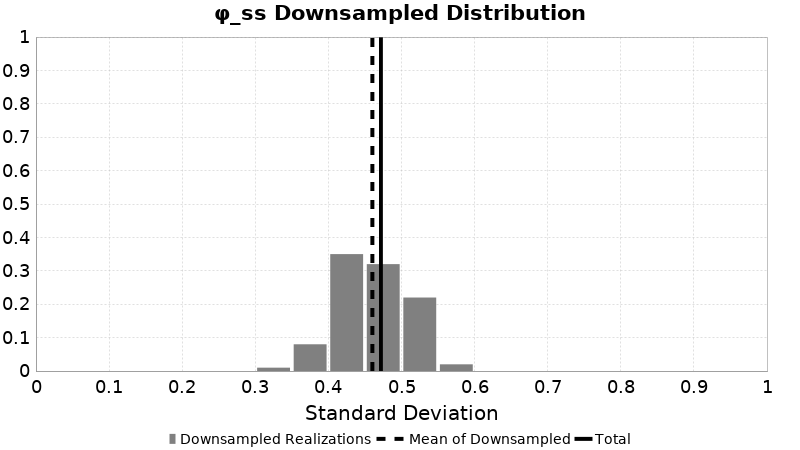 φ_ss Downsampled Distribution
1
0.9
0.8
0.7
0.6
0.5
0.4
0.3
0.2
0.1
0
0 0.1 0.2 0.3 0.4 0.5 0.6 0.7 0.8 0.9 1
Standard Deviation
Downsampled Realizations Mean of Downsampled Total